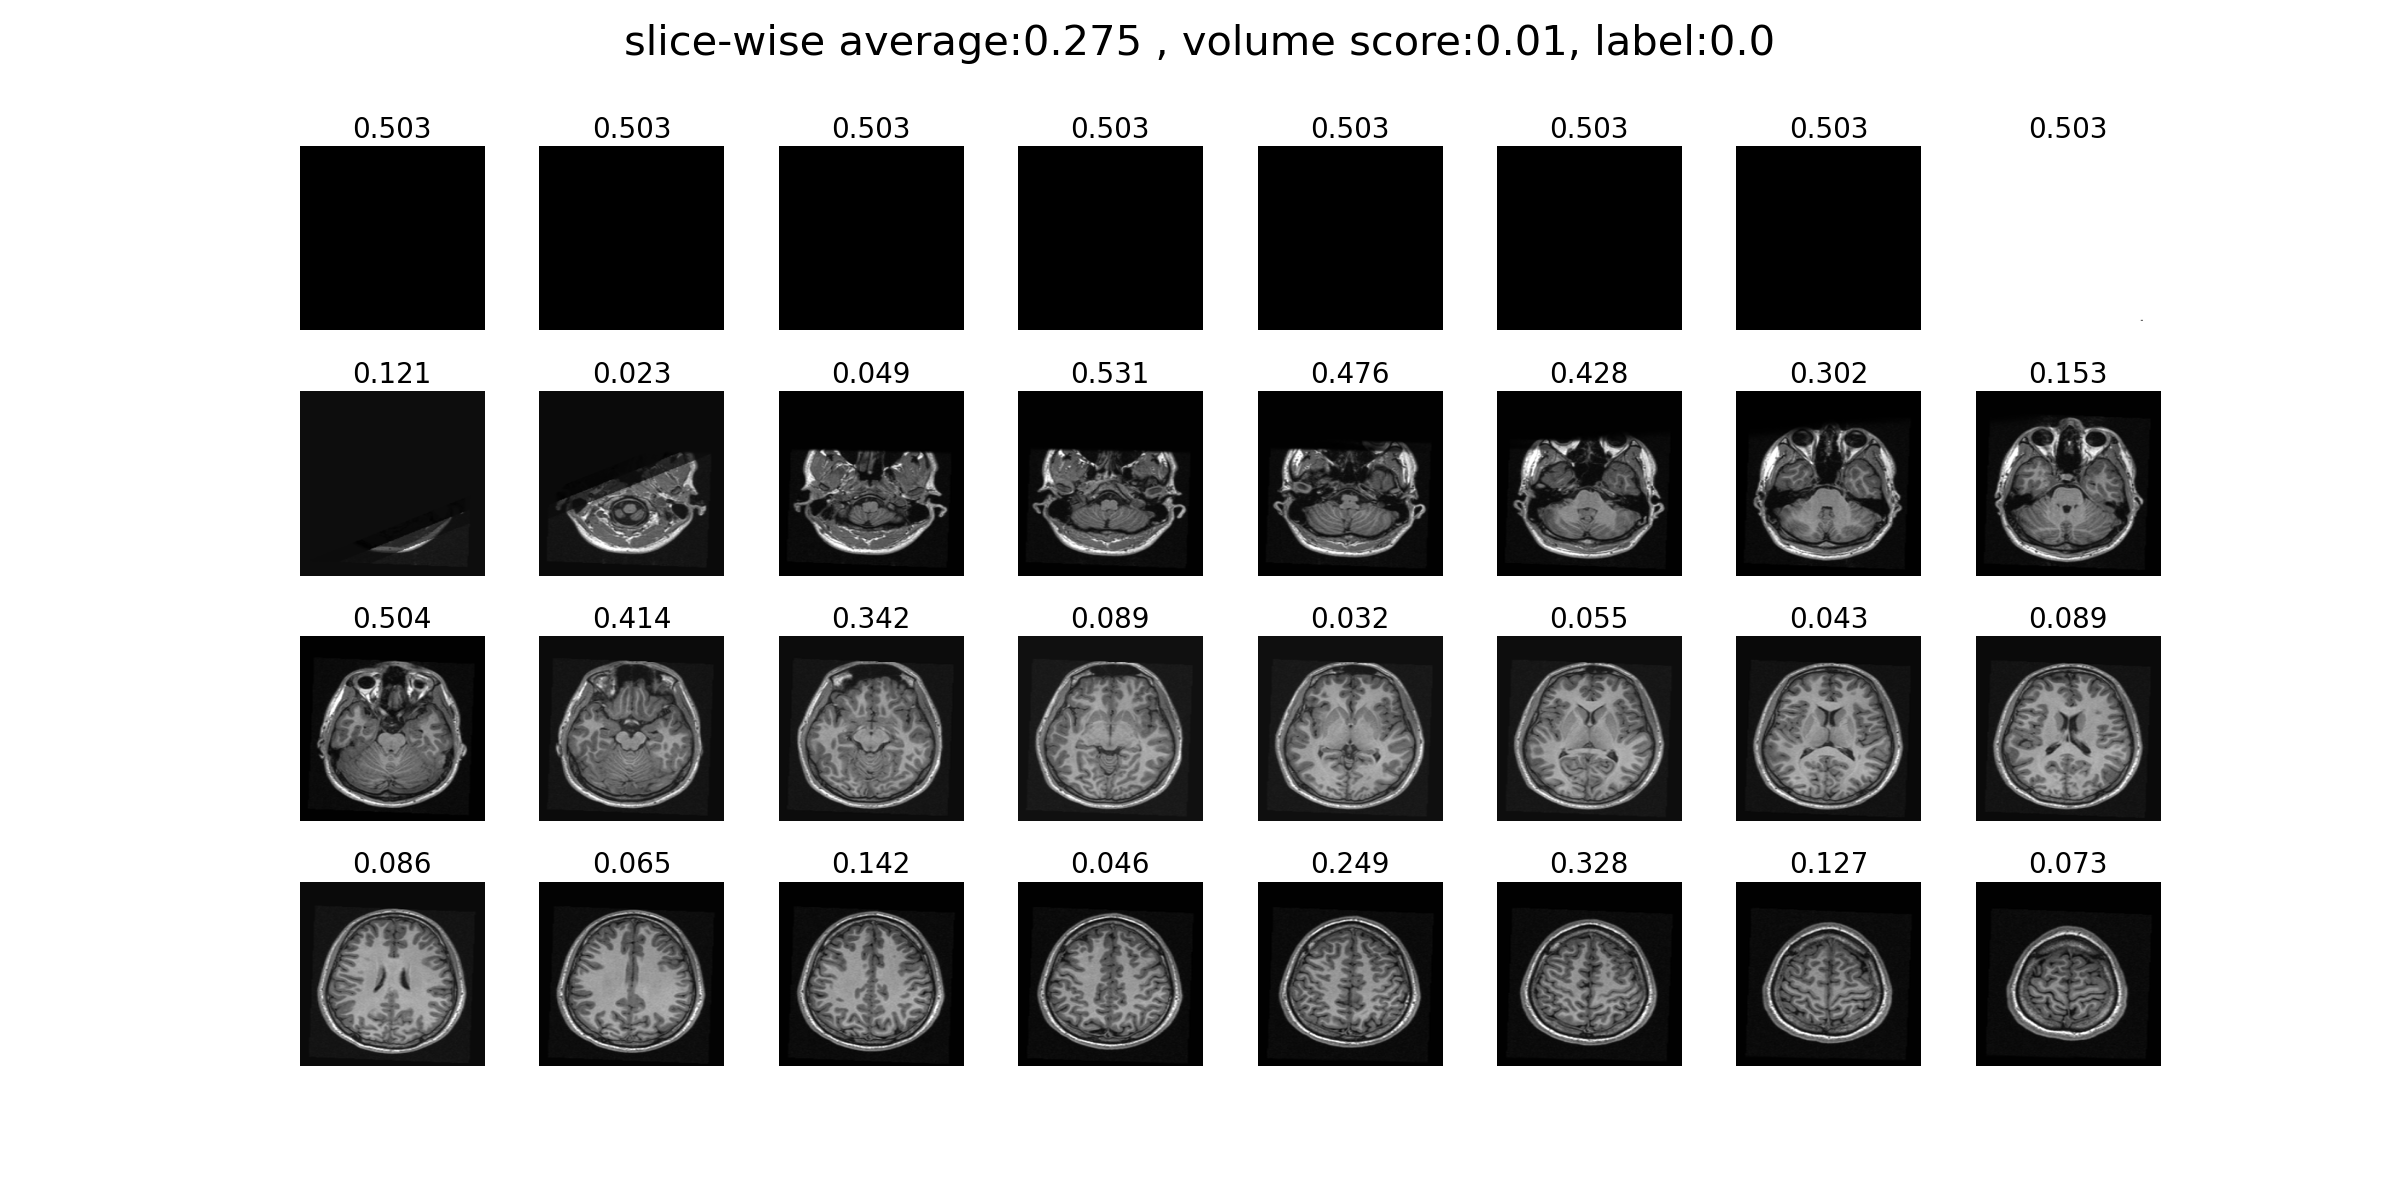 slice-wise average:0.275 , volume score:0.01, label:0.0
0.503 0.503 0.503 0.503 0.503 0.503 0.503 0.503
0.121 0.023 0.049 0.531 0.476 0.428 0.302 0.153
0.504 0.414 0.342 0.089 0.032 0.055 0.043 0.089
0.086 0.065 0.142 0.046 0.249 0.328 0.127 0.073